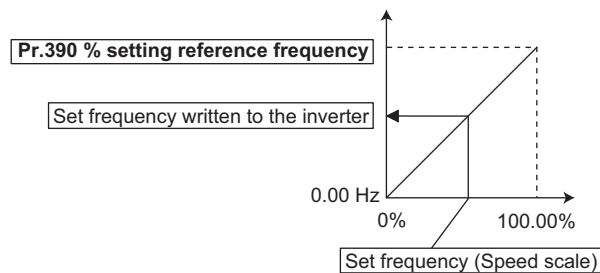 Pr.390 % setting reference frequency
Set frequency written to the inverter
0.00 Hz
0%
100.00%
Set frequency (Speed scale)